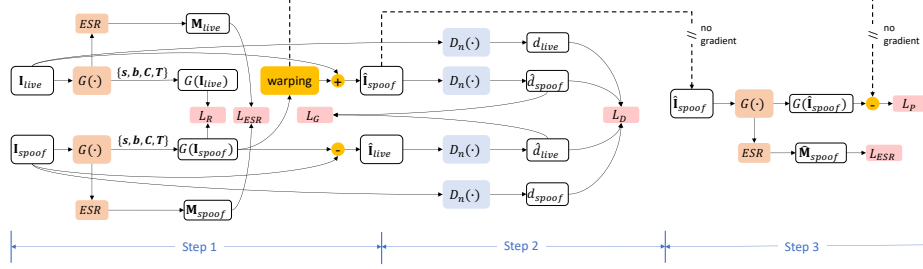 ESR
M_live
I_live
G(·)
{s, b, C, T}
G(I_live)
warping
+
Î_spoof
D_n(·)
d_live
D_n(·)
d̂_spoof
L_R
L_ESR
L_G
L_D
I_spoof
G(·)
{s, b, C, T}
G(I_spoof)
-
Î_live
D_n(·)
d̂_live
ESR
M_spoof
D_n(·)
d_spoof
no
gradient
no
gradient
Î_spoof
G(·)
G(Î_spoof)
-
L_P
ESR
M̂_spoof
L_ESR
Step 1
Step 2
Step 3